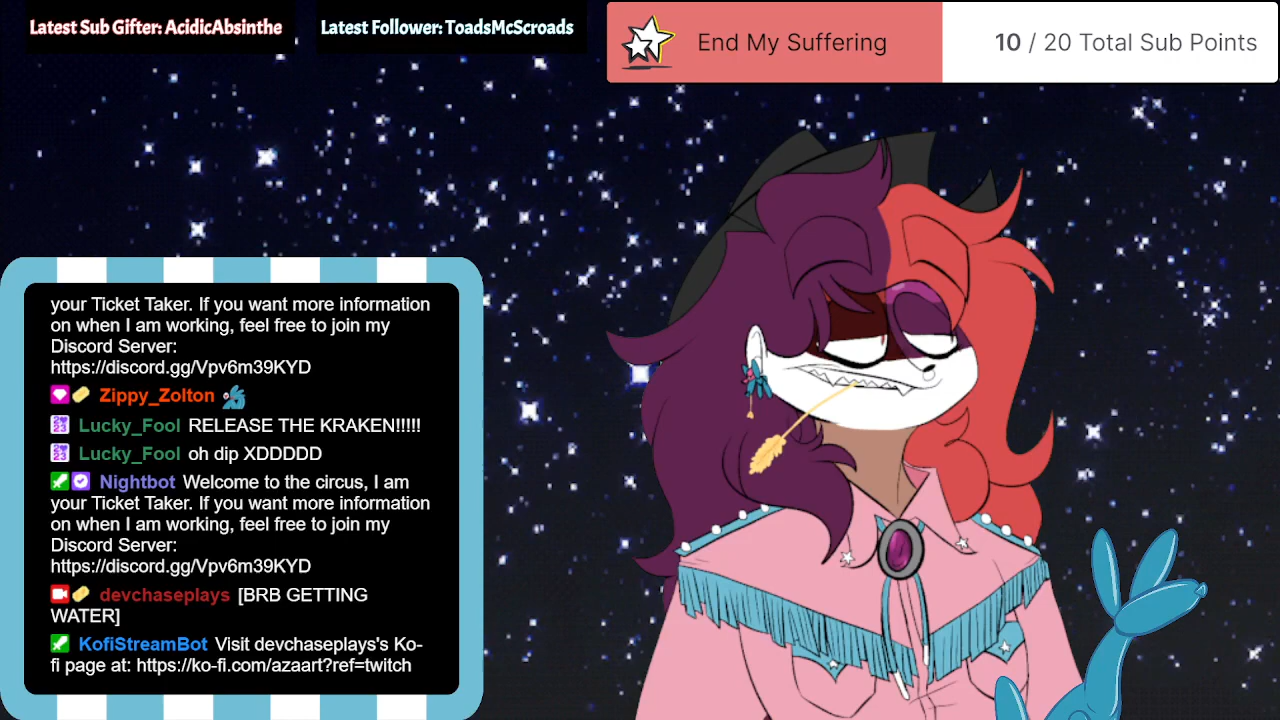 Latest Sub Gifter: AcidicAbsinthe
Latest Follower: ToadsMcScroads
End My Suffering
10 / 20 Total Sub Points
your Ticket Taker. If you want more information
on when I am working, feel free to join my
Discord Server:
https://discord.gg/Vpv6m39KYD
Zippy_Zolton
Lucky_Fool RELEASE THE KRAKEN!!!!!
Lucky_Fool oh dip XDDDDD
Nightbot Welcome to the circus, I am
your Ticket Taker. If you want more information
on when I am working, feel free to join my
Discord Server:
https://discord.gg/Vpv6m39KYD
devchaseplays [BRB GETTING
WATER]
KofiStreamBot Visit devchaseplays's Ko-
fi page at: https://ko-fi.com/azaart?ref=twitch